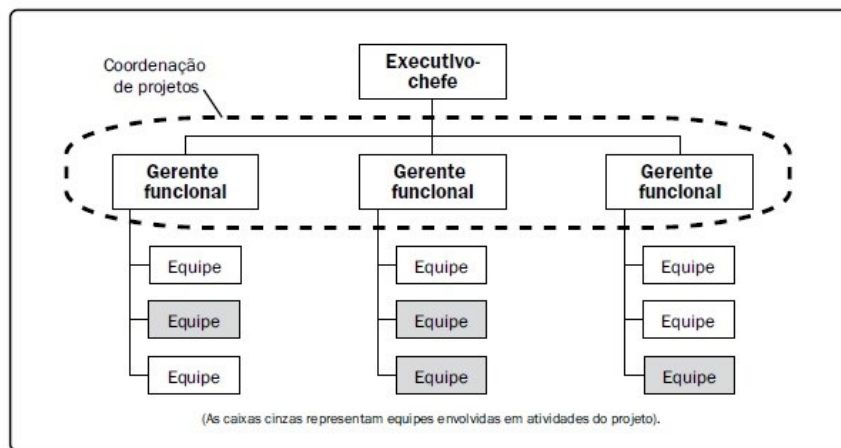 Executivo-
chefe
Coordenação
de projetos
Gerente
funcional
Gerente
funcional
Gerente
funcional
Equipe
Equipe
Equipe
Equipe
Equipe
Equipe
Equipe
Equipe
Equipe
(As caixas cinzas representam equipes envolvidas em atividades do projeto).